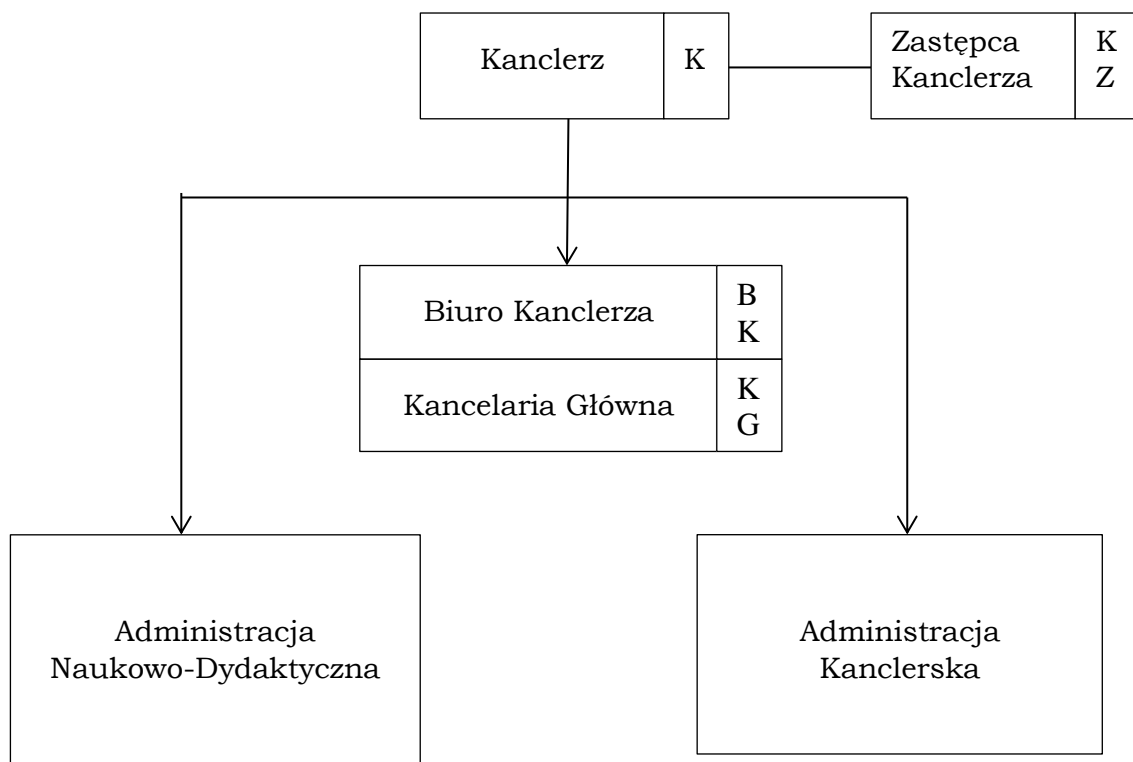 Kanclerz
K
Zastępca
Kanclerza
K
Z
Biuro Kanclerza
B
K
Kancelaria Główna
K
G
Administracja
Naukowo-Dydaktyczna
Administracja
Kanclerska